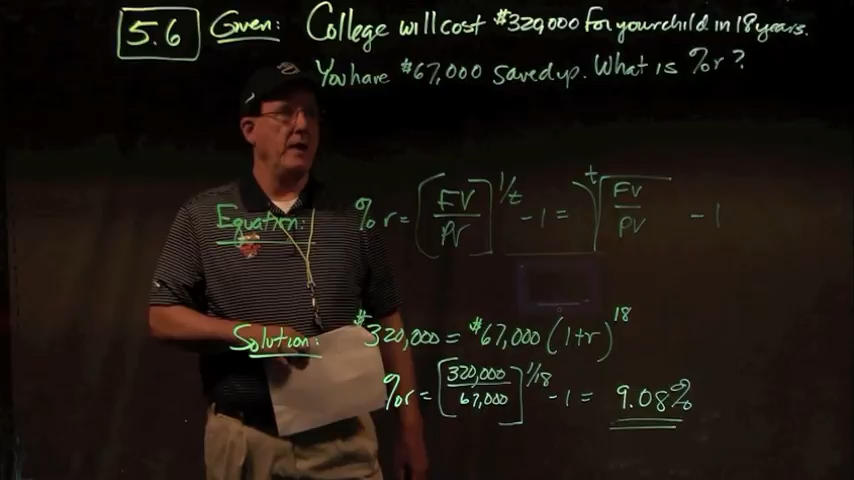 5.6 Given: College will cost $320,000 for your child in 18 years.
You have $67,000 saved up. What is %r?
Equation: %r = [FV/PV]^1/t - 1 = ᵗ√FV/PV - 1
Solution: $320,000 = $67,000 (1+r)^18
%r = [320,000/67,000]^1/18 - 1 = 9.08%